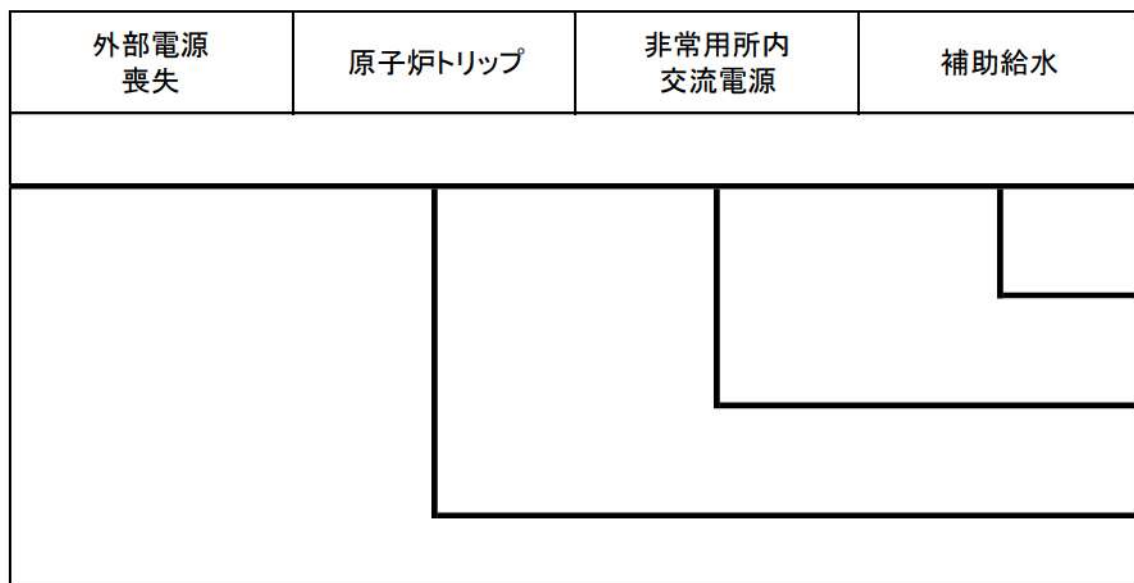 外部電源
喪失
原子炉トリップ
非常用所内
交流電源
補助給水